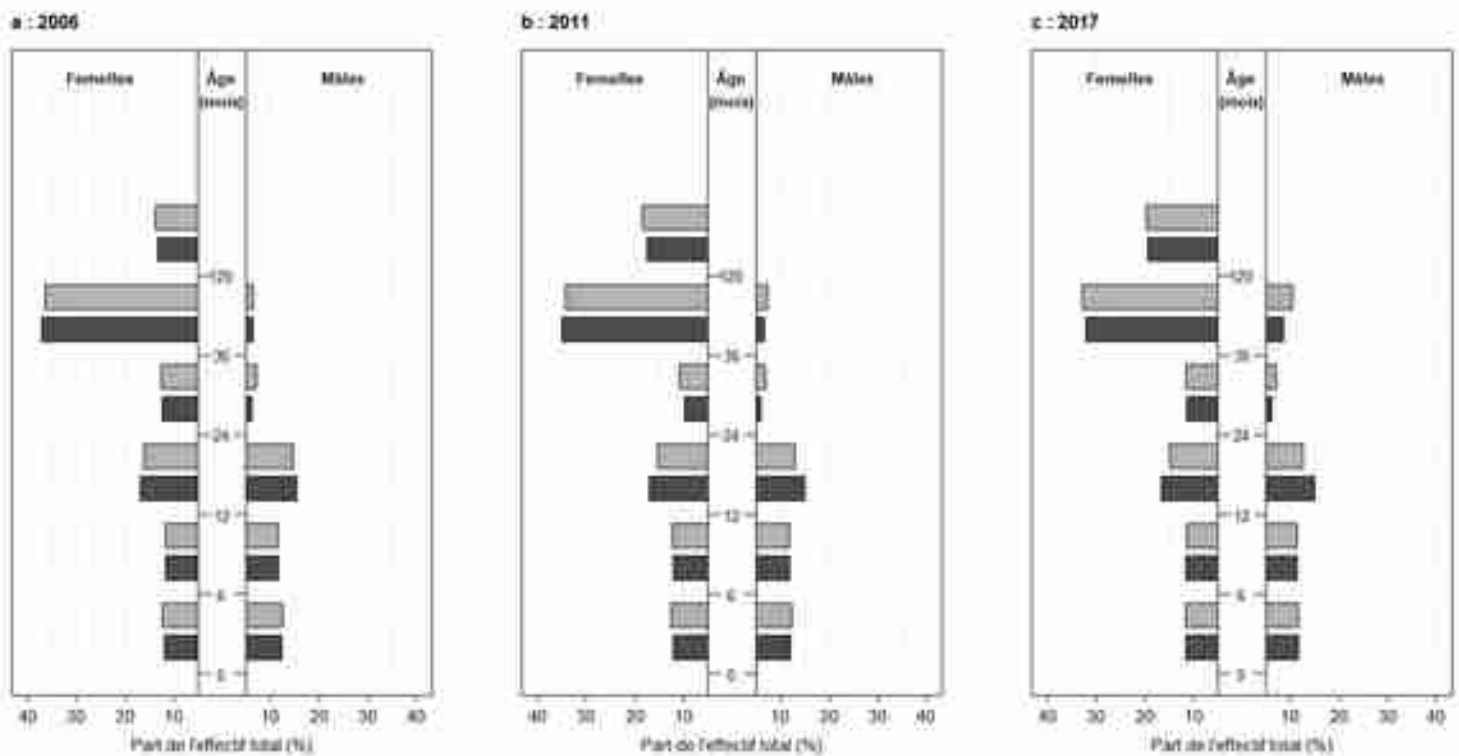 a : 2006
b : 2011
c : 2017
Femelles Âge (mois) Mâles
Femelles Âge (mois) Mâles
Femelles Âge (mois) Mâles
120 120 120
36 36 36
24 24 24
12 12 12
6 6 6
0 0 0
40 30 20 10 10 20 30 40
40 30 20 10 10 20 30 40
40 30 20 10 10 20 30 40
Part de l'effectif total (%)
Part de l'effectif total (%)
Part de l'effectif total (%)